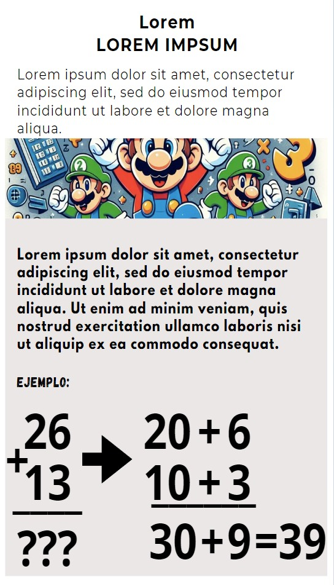 Lorem
LOREM IMPSUM
Lorem ipsum dolor sit amet, consectetur
adipiscing elit, sed do eiusmod tempor
incididunt ut labore et dolore magna
aliqua.
3
Lorem ipsum dolor sit amet, consectetur
adipiscing elit, sed do eiusmod tempor
incididunt ut labore et dolore magna
aliqua. Ut enim ad minim veniam, quis
nostrud exercitation ullamco laboris nisi
ut aliquip ex ea commodo consequat.
EJEMPLO:
26
+
13
???
20+6
10+3
30+9=39